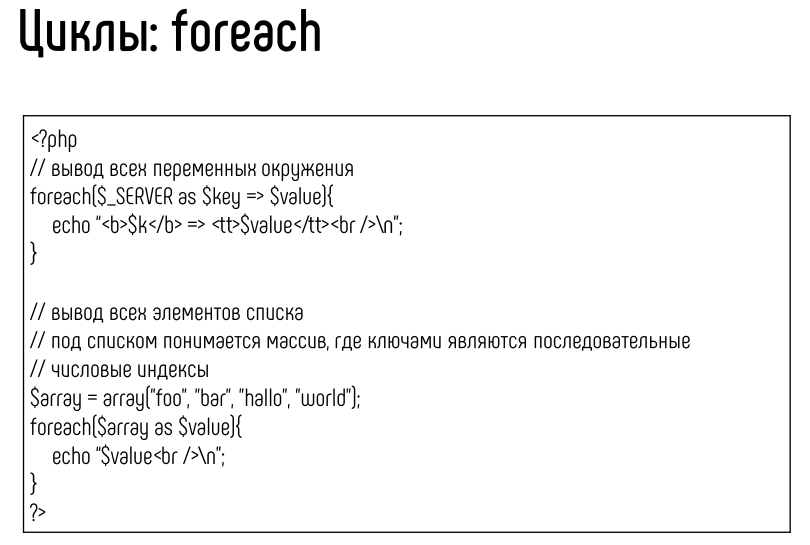 Циклы: foreach
<?php
// вывод всех переменных окружения
foreach($_SERVER as $key => $value){
echo “<b>$k</b> => <tt>$value</tt><br />\n”;
}
// вывод всех элементов списка
// под списком понимается массив, где ключами являются последовательные
// числовые индексы
$array = array("foo", "bar", "hallo", "world");
foreach($array as $value){
echo “$value<br />\n”;
}
?>